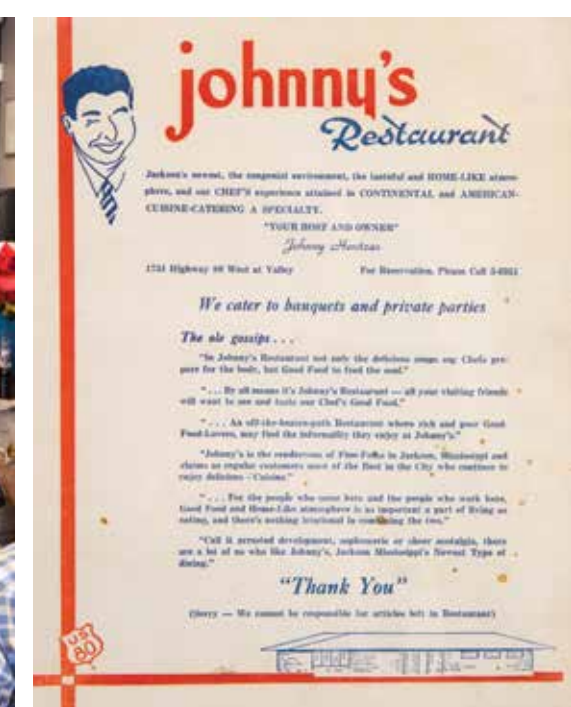 johnny's
Restaurant
Jackson's newest, the congenial environment, the tasteful and HOME-LIKE atmos-
phere, and our CHEF'S experience attained in CONTINENTAL and AMERICAN-
CUISINE-CATERING A SPECIALTY.
"YOUR HOST AND OWNER"
Johnny
1731 Highway 80 West at Valley For Reservation, Please Call
We cater to banquets and private parties
The ole gossips . . .
"In Johnny's Restaurant not only the delicious Chefs pre-
pare for the body, but Good Food to feed the soul."
" . . . By all means it's Johnny's Restaurant — all your visiting friends
will want to see and taste our Chef's Good Food."
" . . . An off-the-beaten-path Restaurant where rich and poor Good
Food-Lovers, may find the informality they enjoy at Johnny's."
"Johnny's is the rendezvous of Fine-Folks in Jackson, Mississippi and
claims as regular customers most of the finest in the City who continue to
enjoy delicious - Cuisine."
" . . . For the people who come here and the people who work here,
Good Food and Home-Like atmosphere is as important a part of living as
eating, and there's nothing irrational in combining the two."
"Call it arrested development, sophomoric or sheer nostalgia, there
are a lot of us who like Johnny's, Jackson Mississippi's Newest Type of
dining."
"Thank You"
(Sorry — We cannot be responsible for articles left in Restaurant)
US
80